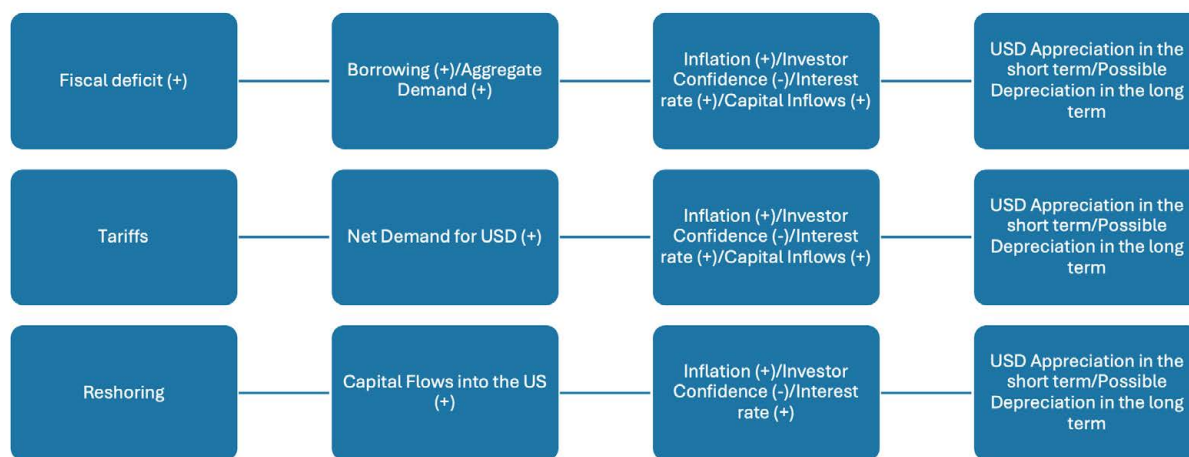 Fiscal deficit (+)
Borrowing (+)/Aggregate
Demand (+)
Inflation (+)/Investor
Confidence (-)/Interest
rate (+)/Capital Inflows (+)
USD Appreciation in the
short term/Possible
Depreciation in the long
term
Tariffs
Net Demand for USD (+)
Inflation (+)/Investor
Confidence (-)/Interest
rate (+)/Capital Inflows (+)
USD Appreciation in the
short term/Possible
Depreciation in the long
term
Reshoring
Capital Flows into the US
(+)
Inflation (+)/Investor
Confidence (-)/Interest
rate (+)
USD Appreciation in the
short term/Possible
Depreciation in the long
term